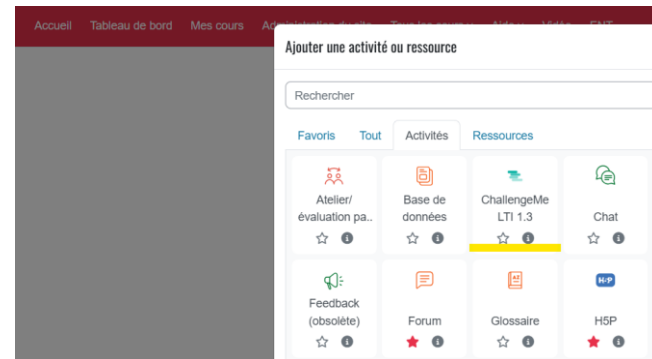 Accueil Tableau de bord Mes cours
Ajouter une activité ou ressource
Rechercher
Favoris Tout Activités Ressources
Atelier/ évaluation pa..
Base de données
ChallengeMe LTI 1.3
Chat
Feedback (obsolète)
Forum
Glossaire
H5P
H5P